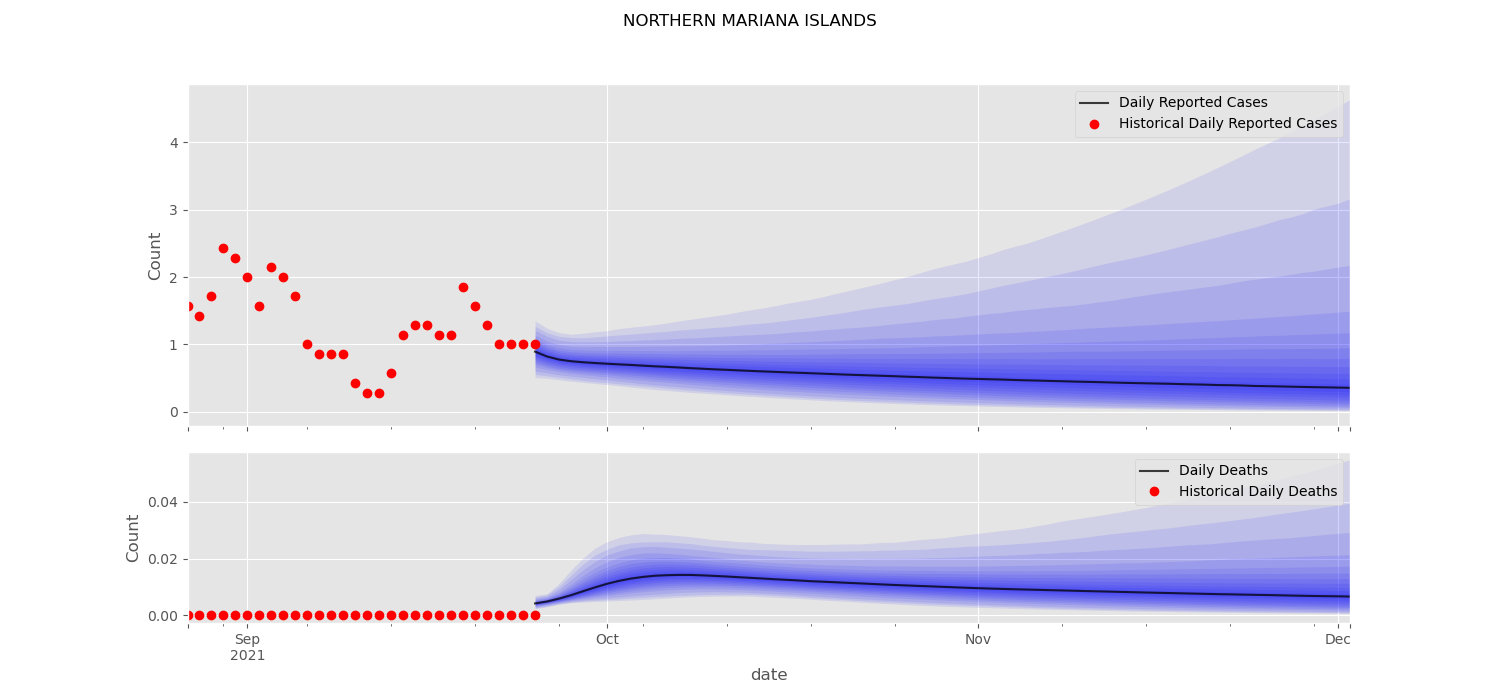 NORTHERN MARIANA ISLANDS
Daily Reported Cases
Historical Daily Reported Cases
4
3
2
1
0
Count
Daily Deaths
Historical Daily Deaths
0.04
0.02
0.00
Count
Sep
2021
Oct
Nov
Dec
date